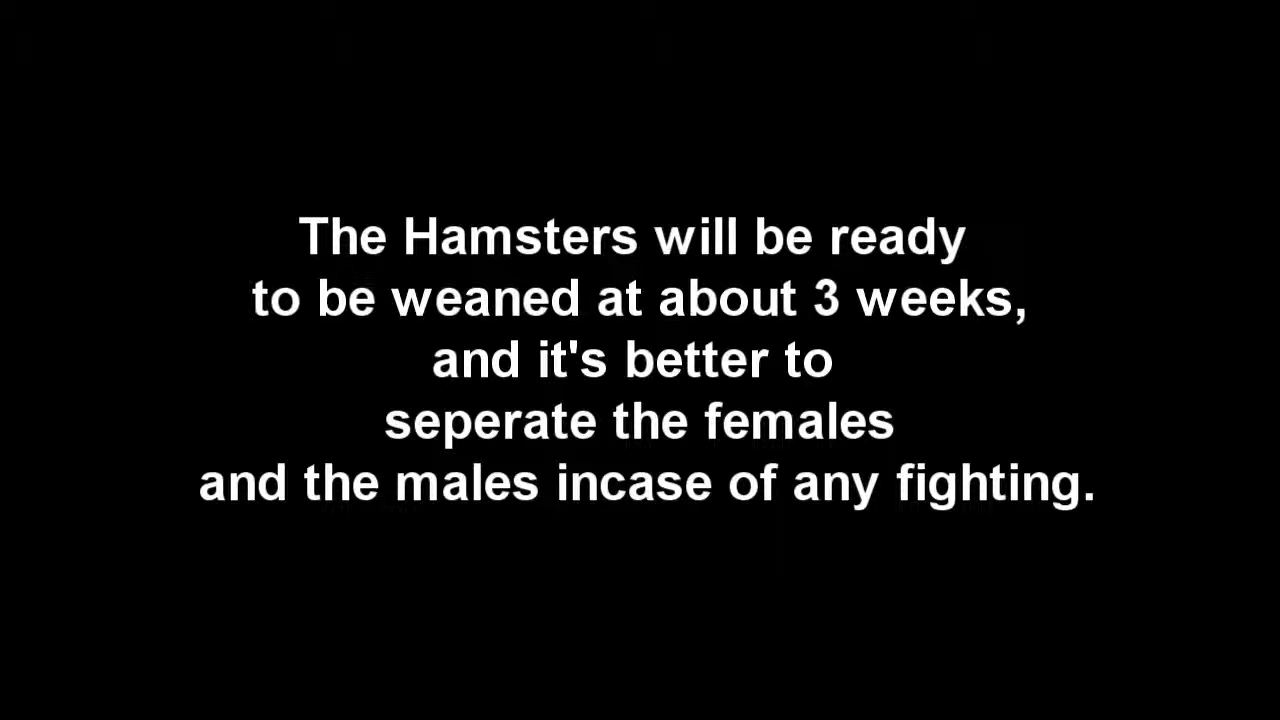 The Hamsters will be ready
to be weaned at about 3 weeks,
and it's better to
seperate the females
and the males incase of any fighting.